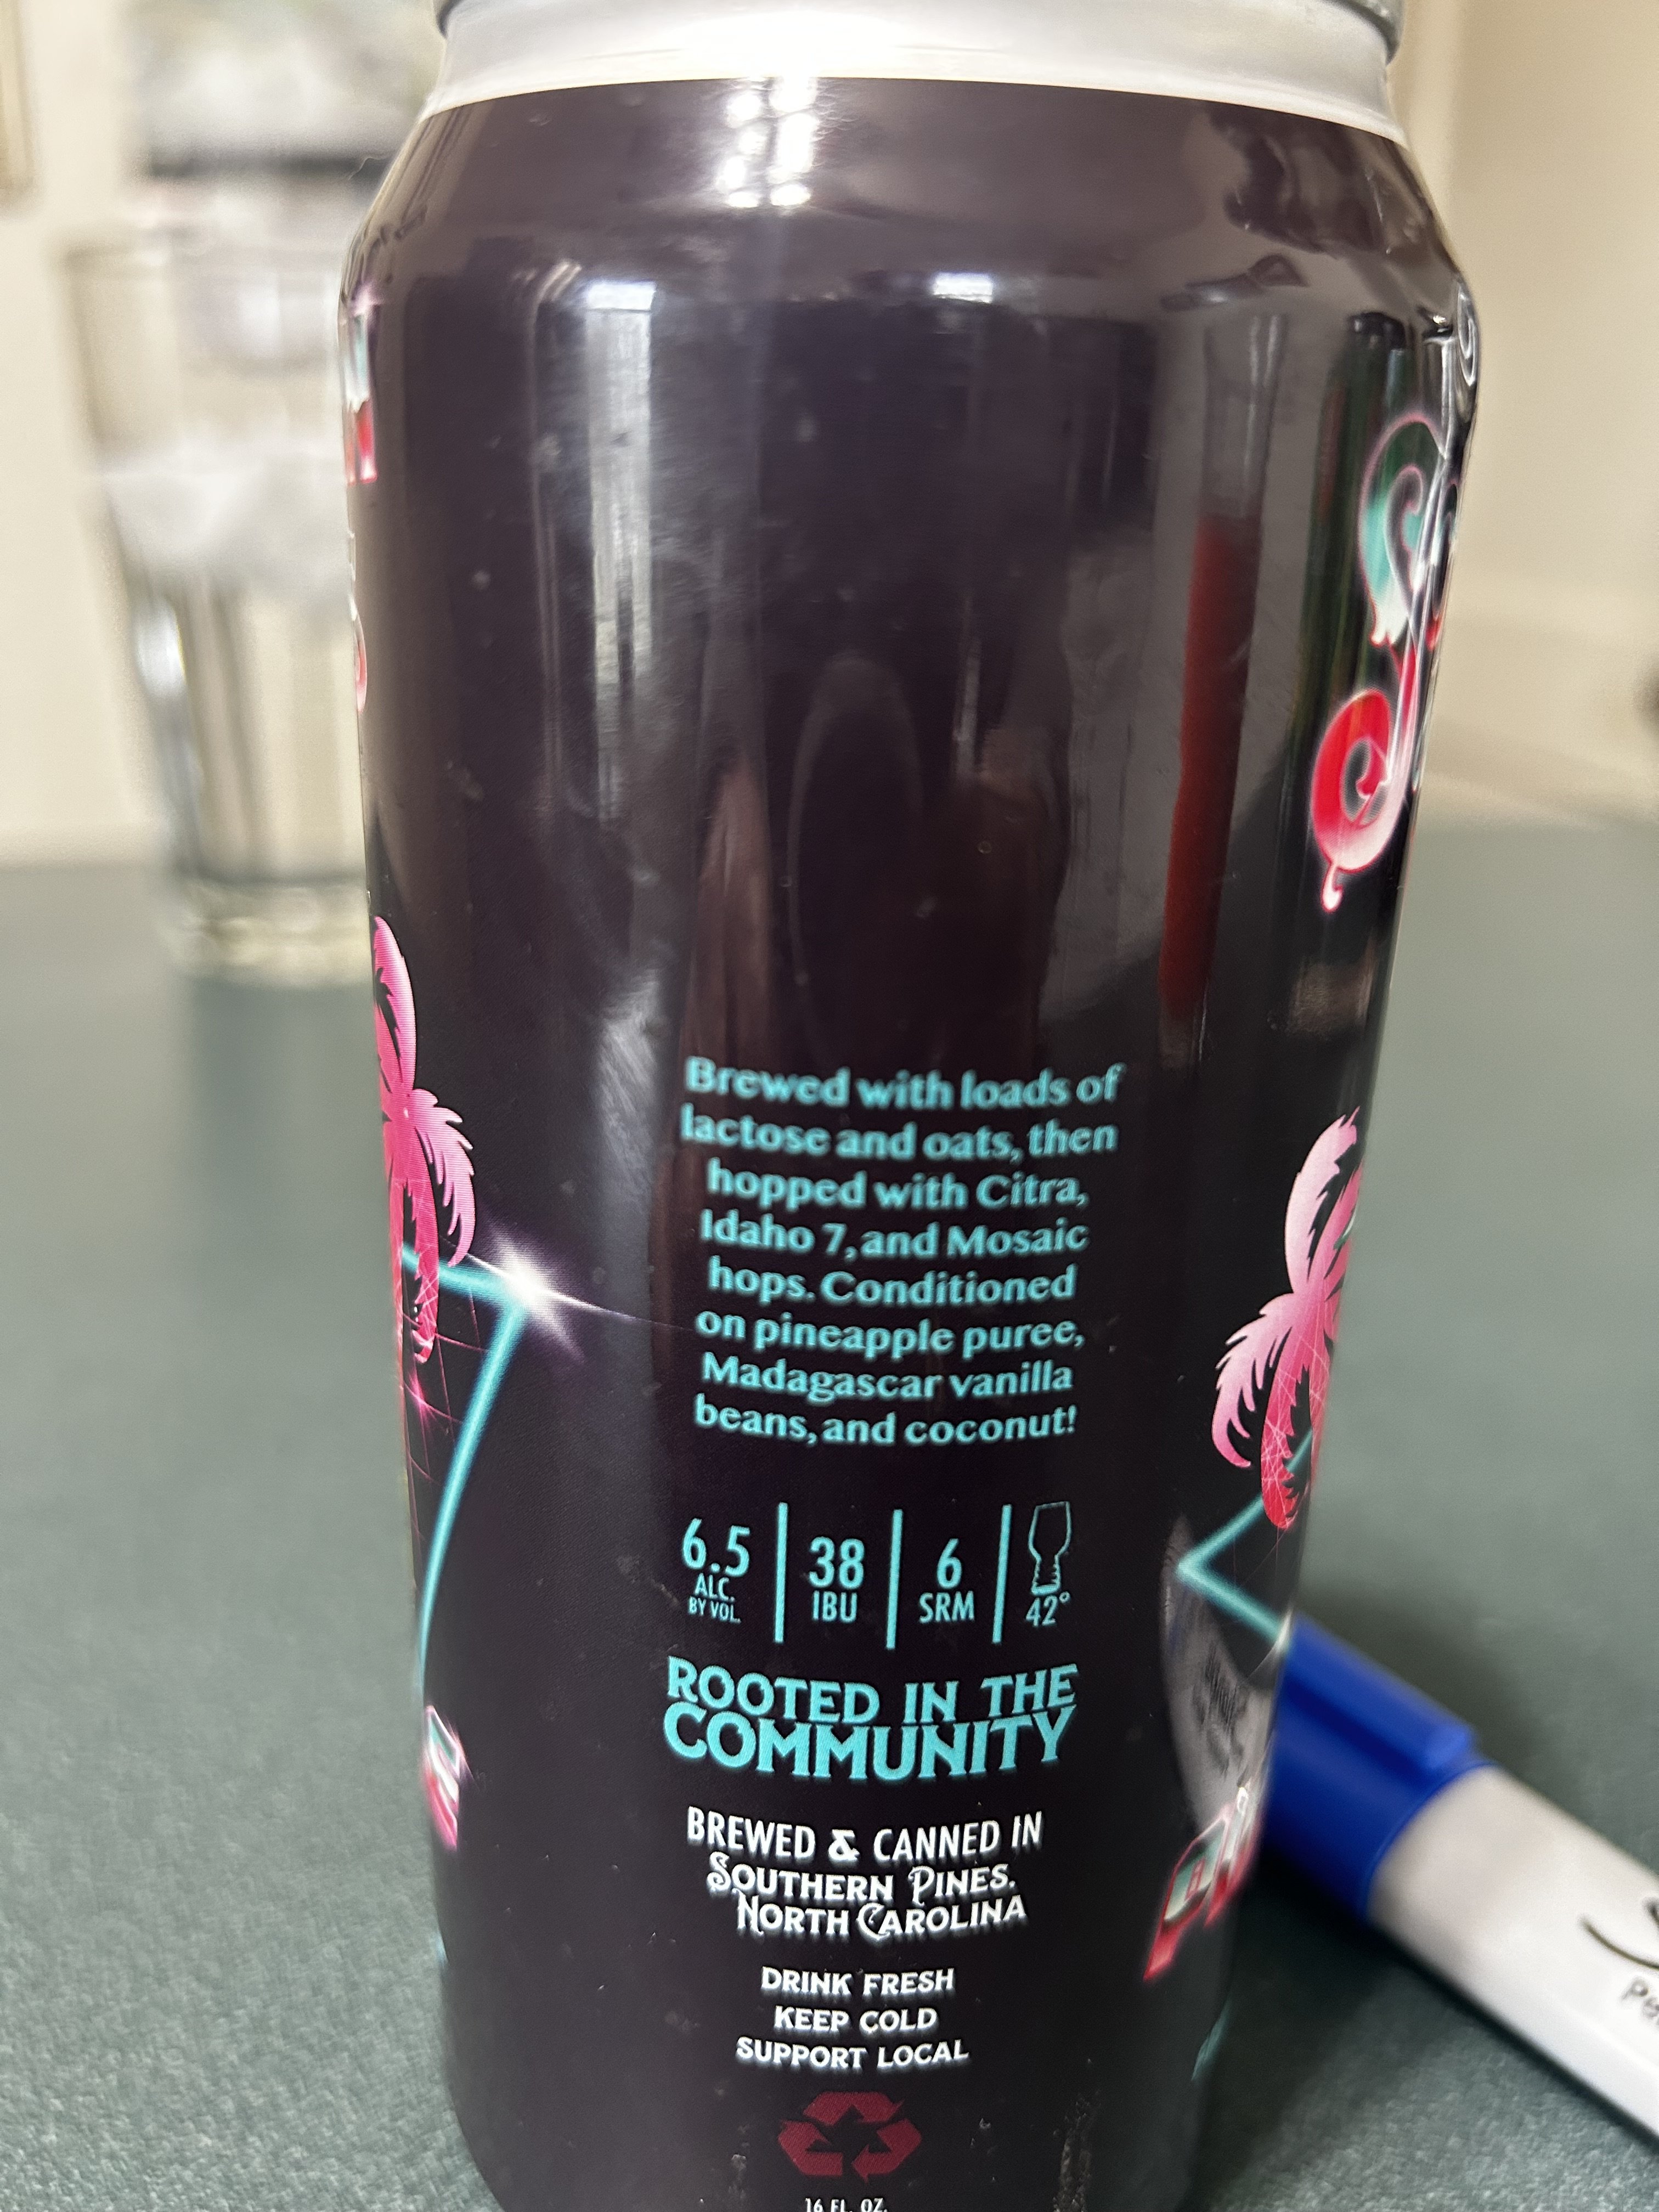 Brewed with loads of
lactose and oats, then
hopped with Citra,
Idaho 7, and Mosaic
hops. Conditioned
on pineapple puree,
Madagascar vanilla
beans, and coconut!
6.5 ALC. BY VOL.
38 IBU
6 SRM
42°
ROOTED IN THE
COMMUNITY
BREWED & CANNED IN
SOUTHERN PINES,
NORTH CAROLINA
DRINK FRESH
KEEP COLD
SUPPORT LOCAL
16 FL. OZ.